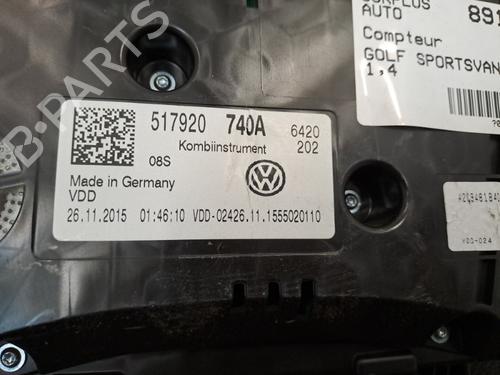 SURPLUS
AUTO
891
Compteur
GOLF SPORTSVAN
1,4
517920 740A 6420
Kombiinstrument 202
08S
Made in Germany
VDD
26.11.2015 01:46:10 VDD-02426.11.1555020110
VDD-024
B-PARTS